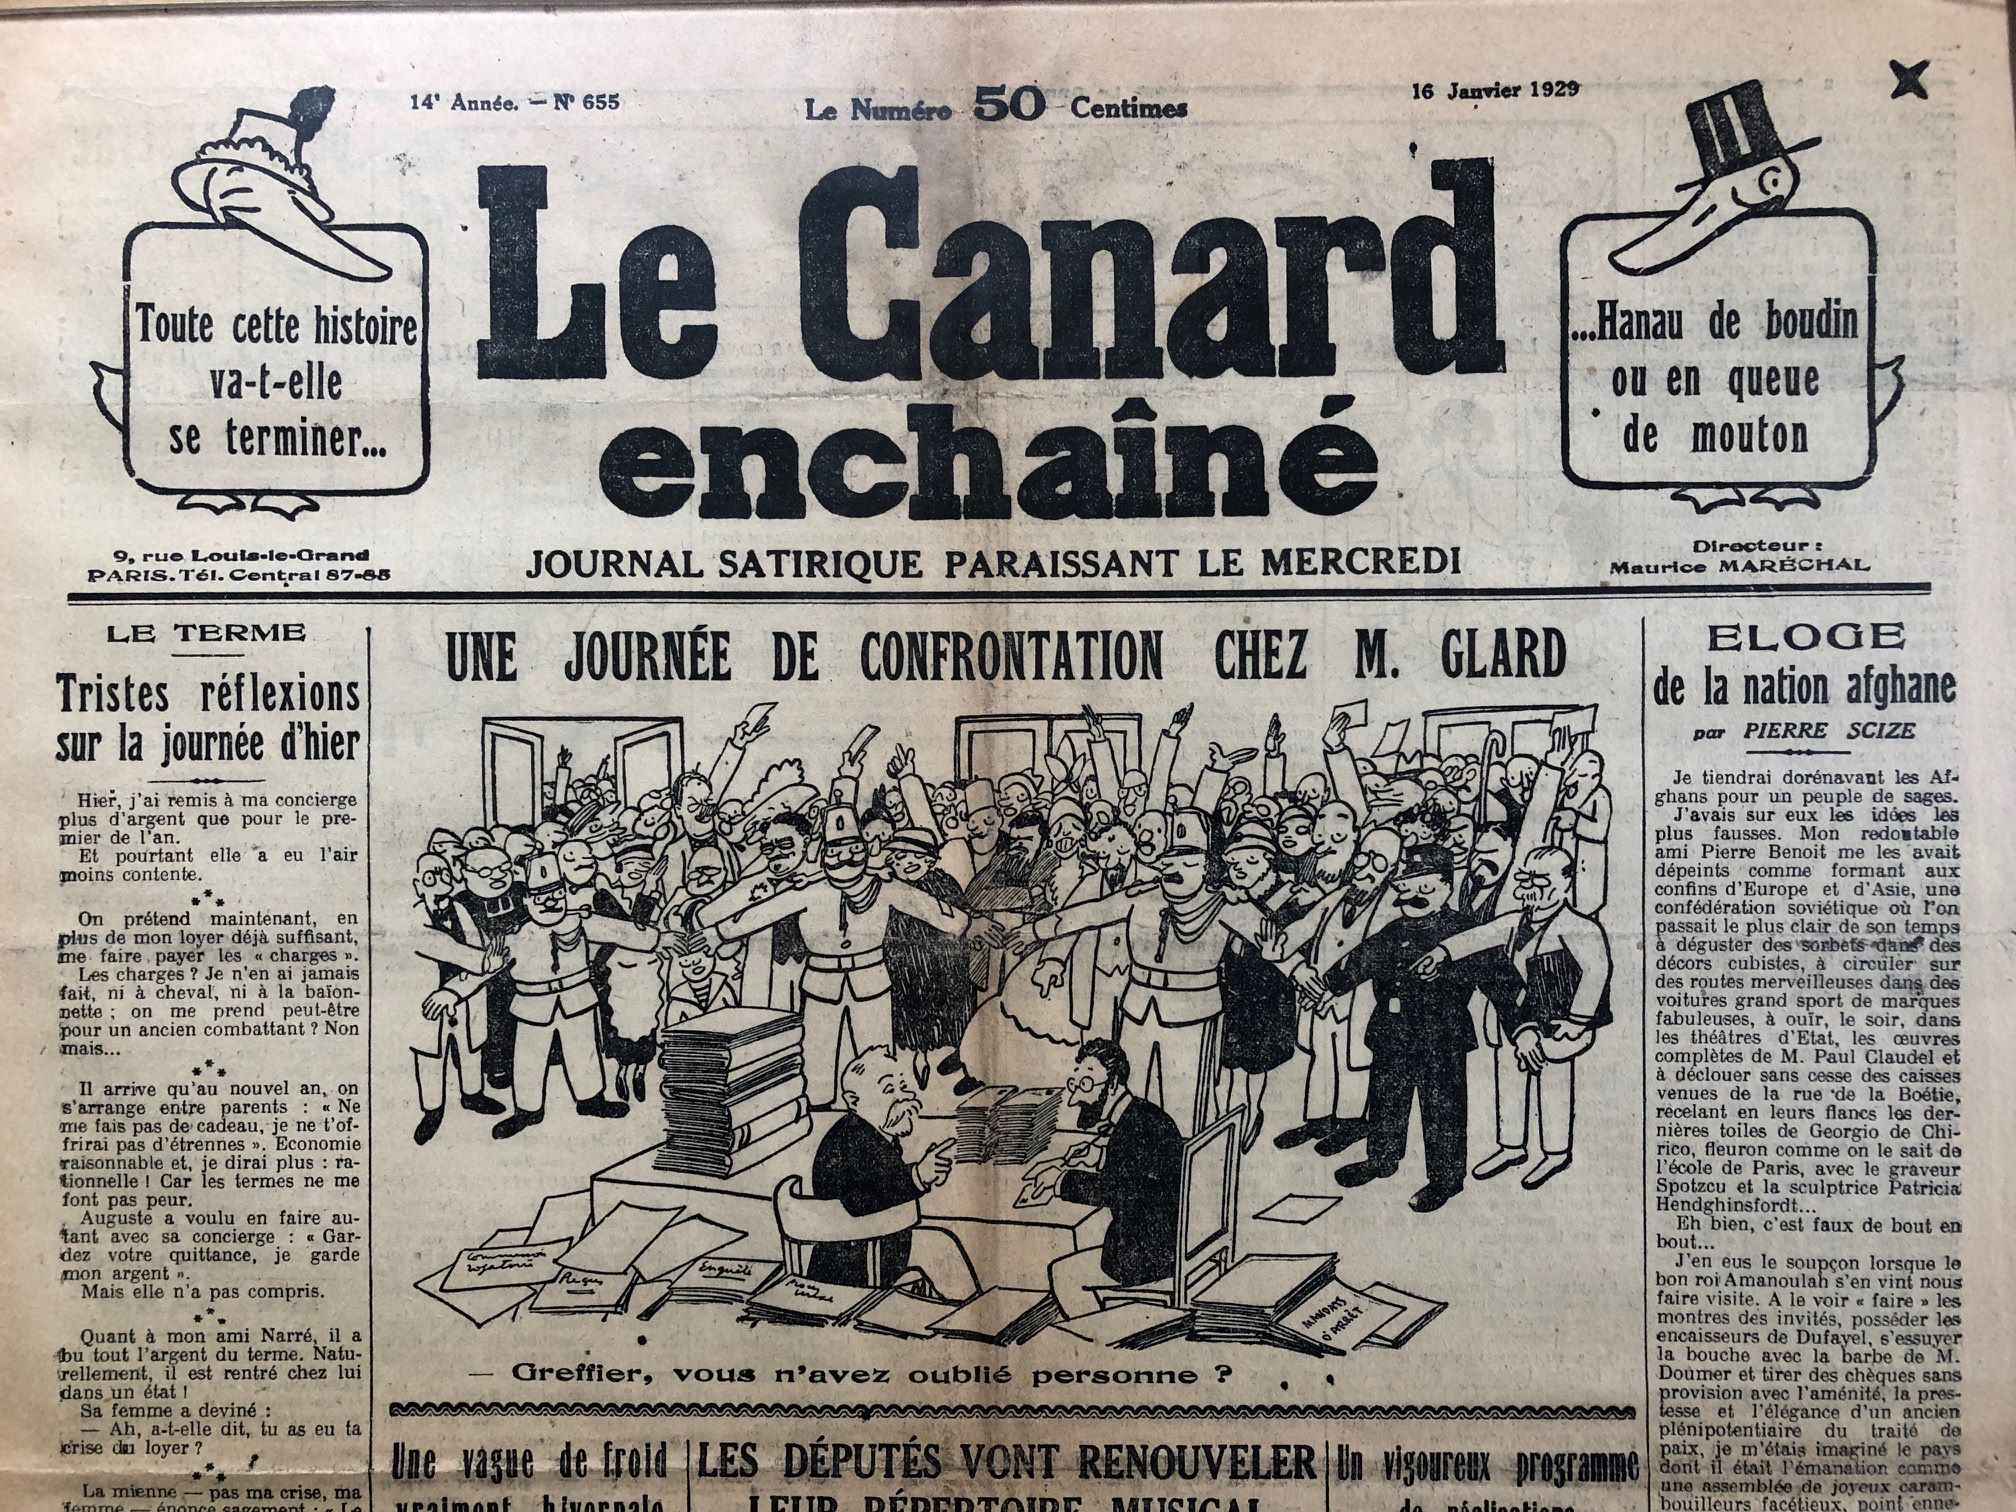 14e Année. — N° 655
Le Numéro 50 Centimes
16 Janvier 1929
Le Canard
enchaîné
Toute cette histoire
va-t-elle
se terminer...
...Hanau de boudin
ou en queue
de mouton
9, rue Louis-le-Grand
PARIS. Tél. Central 87-85
JOURNAL SATIRIQUE PARAISSANT LE MERCREDI
Directeur :
Maurice MARÉCHAL
LE TERME
Tristes réflexions
sur la journée d'hier
Hier, j'ai remis à ma concierge
plus d'argent que pour le pre-
mier de l'an.
Et pourtant elle a eu l'air
moins contente.
* * *
On prétend maintenant, en
plus de mon loyer déjà suffisant,
me faire payer les « charges ».
Les charges ? Je n'en ai jamais
fait, ni à cheval, ni à la baïon-
nette ; on me prend peut-être
pour un ancien combattant ? Non
mais...
* * *
Il arrive qu'au nouvel an, on
s'arrange entre parents : « Ne
me fais pas de cadeau, je ne t'of-
frirai pas d'étrennes ». Economie
raisonnable et, je dirai plus : ra-
tionnelle ! Car les termes ne me
font pas peur.
Auguste a voulu en faire au-
tant avec sa concierge : « Gar-
dez votre quittance, je garde
mon argent ».
Mais elle n'a pas compris.
* * *
Quant à mon ami Narré, il a
bu tout l'argent du terme. Natu-
rellement, il est rentré chez lui
dans un état !
Sa femme a deviné :
— Ah, a-t-elle dit, tu as eu ta
crise du loyer ?
* * *
La mienne — pas ma crise, ma
femme — énonce sagement : « Le
UNE JOURNÉE DE CONFRONTATION CHEZ M. GLARD
Commission
rogatoire
Reçus
Enquête
MANDATS
D'ARRÊT
— Greffier, vous n'avez oublié personne ?
Une vague de froid
vraiment hivernale
LES DÉPUTÉS VONT RENOUVELER
LEUR RÉPERTOIRE MUSICAL
Un vigoureux programme
de réalisations
ELOGE
de la nation afghane
par PIERRE SCIZE
Je tiendrai dorénavant les Af-
ghans pour un peuple de sages.
J'avais sur eux les idées les
plus fausses. Mon redoutable
ami Pierre Benoit me les avait
dépeints comme formant aux
confins d'Europe et d'Asie, une
confédération soviétique où l'on
passait le plus clair de son temps
à déguster des sorbets dans des
décors cubistes, à circuler sur
des routes merveilleuses dans des
voitures grand sport de marques
fabuleuses, à ouïr, le soir, dans
les théâtres d'Etat, les œuvres
complètes de M. Paul Claudel et
à déclouer sans cesse des caisses
venues de la rue de la Boétie,
recelant en leurs flancs les der-
nières toiles de Georgio de Chi-
rico, fleuron comme on le sait de
l'école de Paris, avec le graveur
Spotzcu et la sculptrice Patricia
Hendghinsfordt...
Eh bien, c'est faux de bout en
bout...
J'en eus le soupçon lorsque le
bon roi Amanoulah s'en vint nous
faire visite. A le voir « faire » les
montres des invités, posséder les
encaisseurs de Dufayel, s'essuyer
la bouche avec la barbe de M.
Doumer et tirer des chèques sans
provision avec l'aménité, la pres-
tesse et l'élégance d'un ancien
plénipotentiaire du traité de
paix, je m'étais imaginé le pays
dont il était l'émanation comme
une assemblée de joyeux caram-
bouilleurs facétieux, point enne-